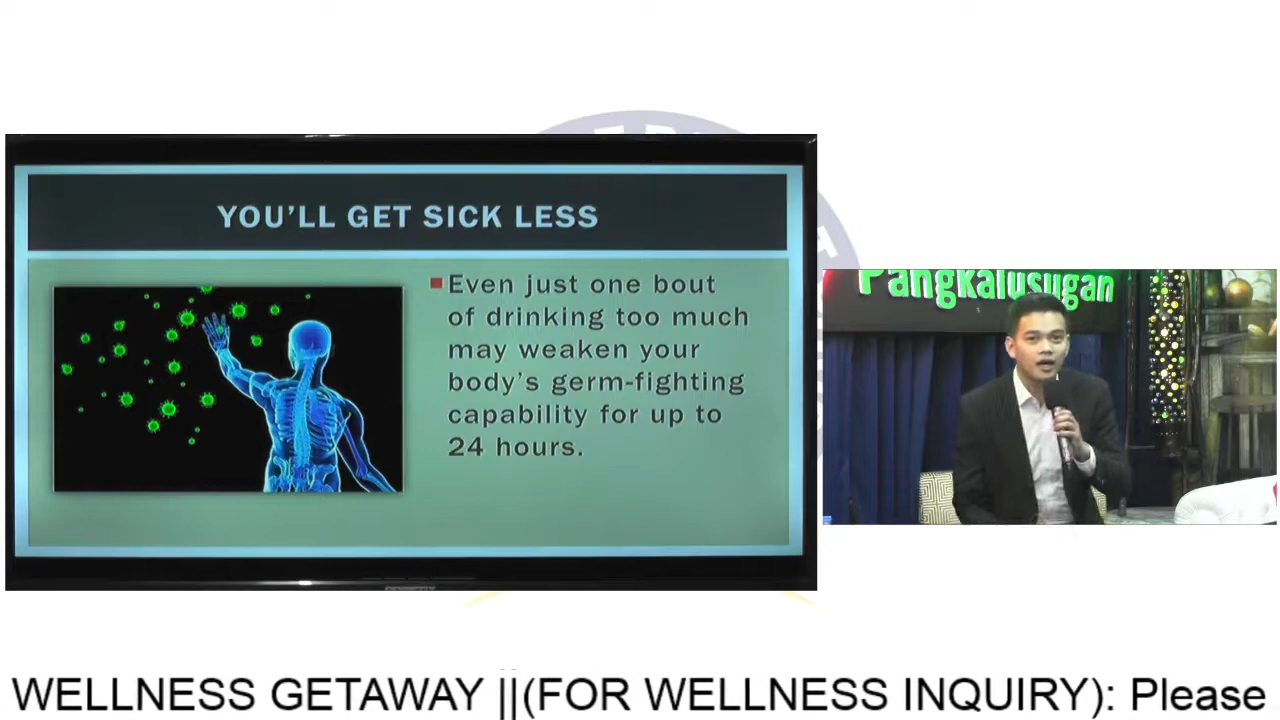 YOU'LL GET SICK LESS
Even just one bout
of drinking too much
may weaken your
body's germ-fighting
capability for up to
24 hours.
Pangkalusugan
WELLNESS GETAWAY ||(FOR WELLNESS INQUIRY): Please